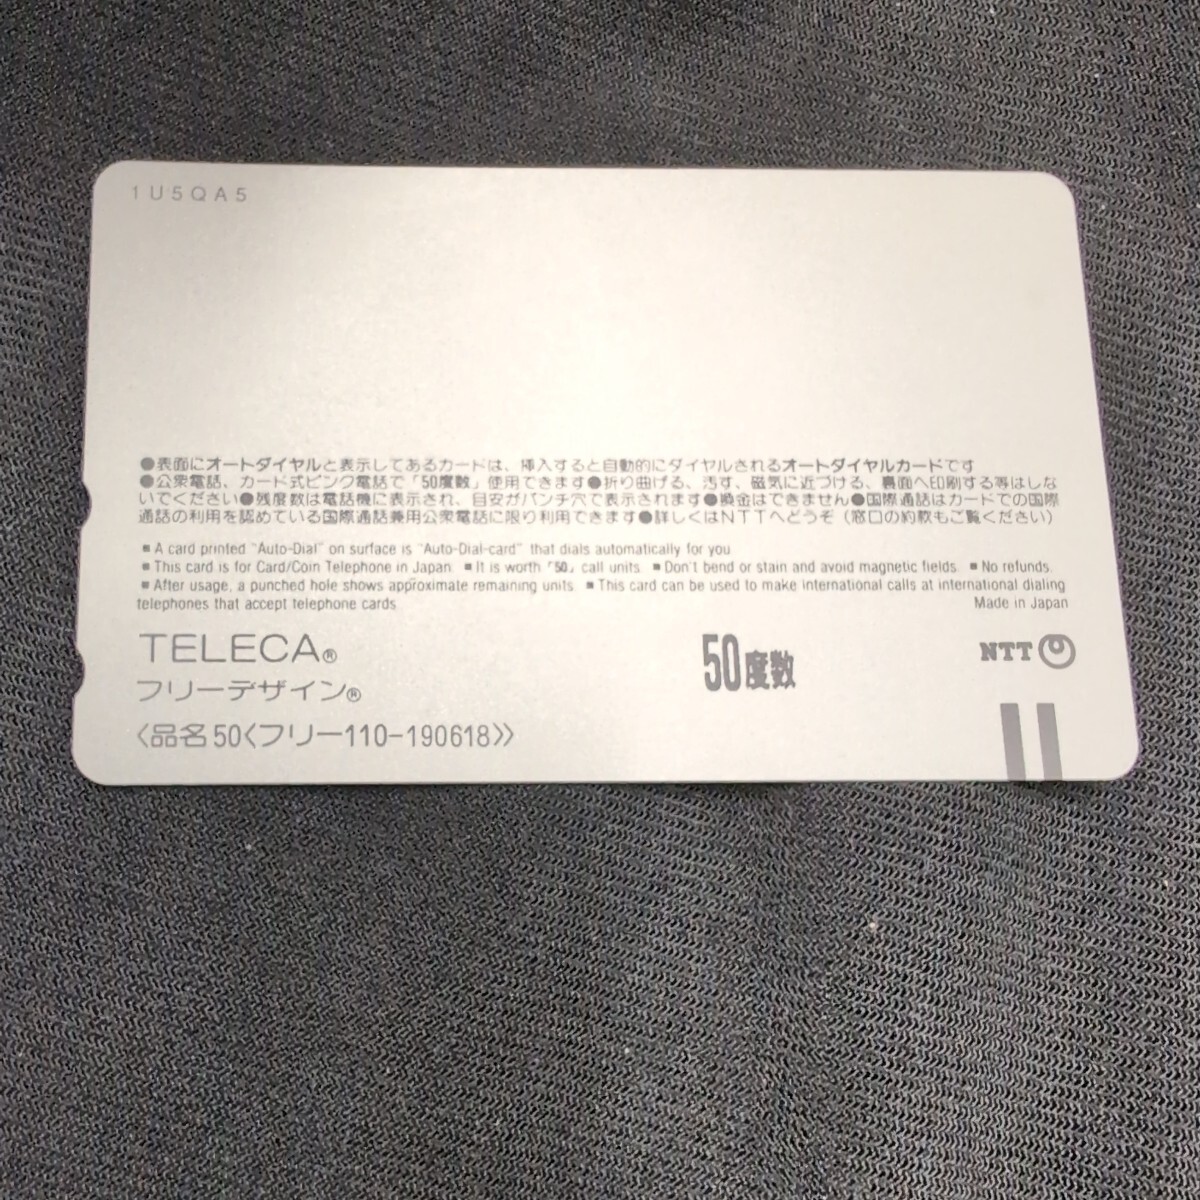 1U5QA5
●表面にオートダイヤルと表示してあるカードは、挿入すると自動的にダイヤルされるオートダイヤルカードです
●公衆電話、カード式ピンク電話で「50度数」使用できます●折り曲げる、汚す、磁気に近づける、裏面へ印刷する等はしな
いでください●残度数は電話機に表示され、目安がパンチ穴で表示されます●換金はできません●国際通話はカードでの国際
通話の利用を認めている国際通話兼用公衆電話に限り利用できます●詳しくはNTTへどうぞ（窓口の約款もご覧ください）
■ A card printed "Auto-Dial" on surface is "Auto-Dial-card" that dials automatically for you
■ This card is for Card/Coin Telephone in Japan. ■ It is worth「50」call units. ■ Don't bend or stain and avoid magnetic fields. ■ No refunds.
■ After usage, a punched hole shows approximate remaining units. ■ This card can be used to make international calls at international dialing
telephones that accept telephone cards.
Made in Japan
TELECA®
50度数
NTT
フリーデザイン®
〈品名 50〈フリー110-190618〉〉